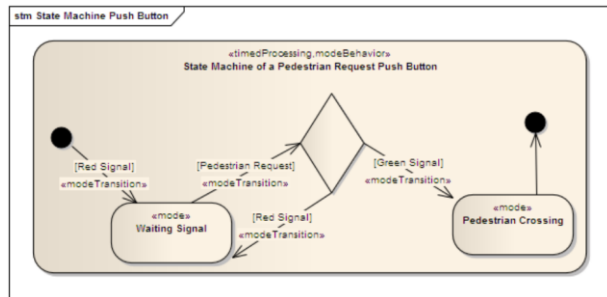 stm State Machine Push Button
«timedProcessing,modeBehavior»
State Machine of a Pedestrian Request Push Button
[Red Signal]
«modeTransition»
[Pedestrian Request]
«modeTransition»
[Green Signal]
«modeTransition»
«mode»
Waiting Signal
[Red Signal]
«modeTransition»
«mode»
Pedestrian Crossing